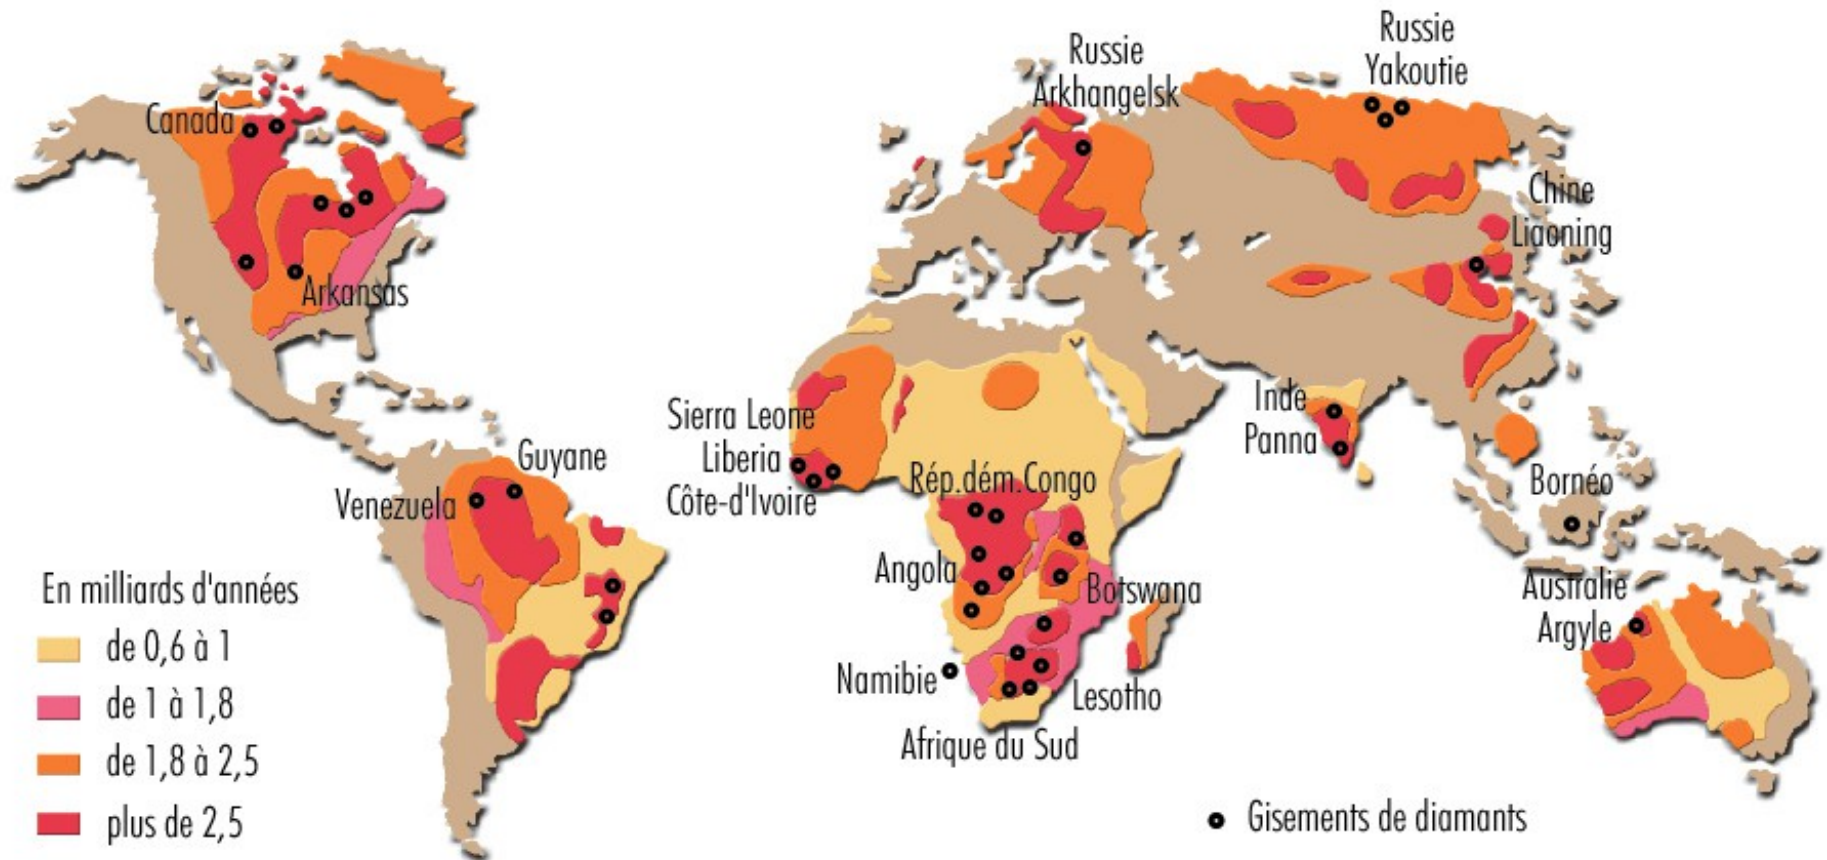 Canada
Arkansas
Venezuela
Guyane
Russie
Arkhangelsk
Russie
Yakoutie
Chine
Liaoning
Sierra Leone
Liberia
Côte-d'Ivoire
Rép.dém.Congo
Angola
Botswana
Namibie
Lesotho
Afrique du Sud
Inde
Panna
Bornéo
Australie
Argyle
En milliards d'années
de 0,6 à 1
de 1 à 1,8
de 1,8 à 2,5
plus de 2,5
Gisements de diamants